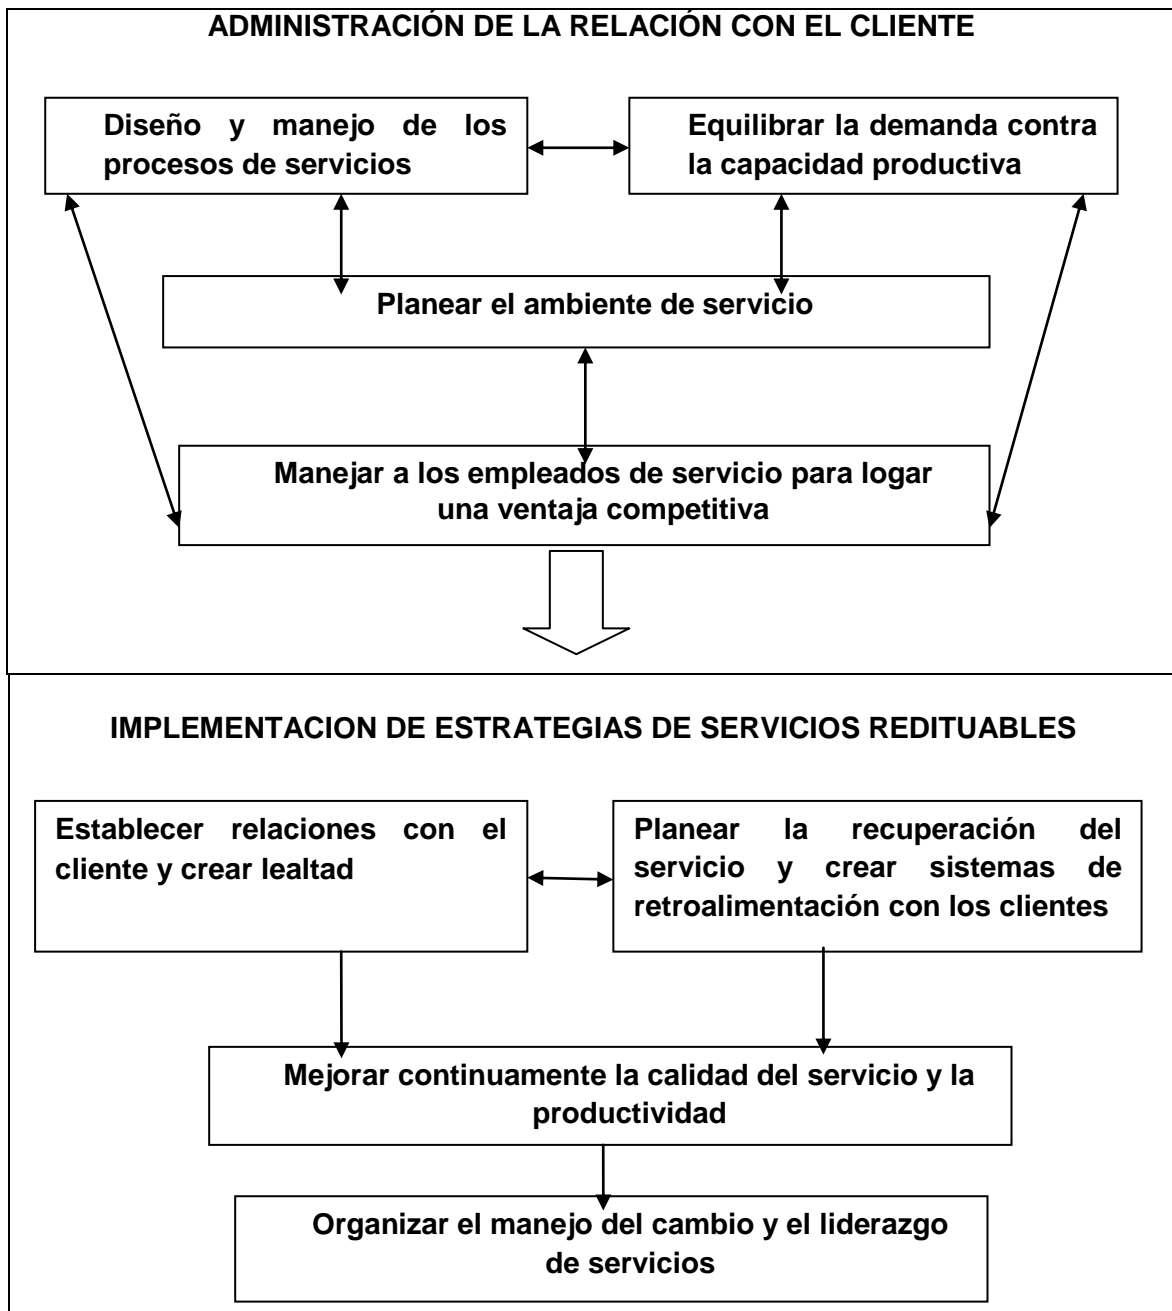 ADMINISTRACIÓN DE LA RELACIÓN CON EL CLIENTE
Diseño y manejo de los
procesos de servicios
Equilibrar la demanda contra
la capacidad productiva
Planear el ambiente de servicio
Manejar a los empleados de servicio para logar
una ventaja competitiva
IMPLEMENTACION DE ESTRATEGIAS DE SERVICIOS REDITUABLES
Establecer relaciones con el
cliente y crear lealtad
Planear la recuperación del
servicio y crear sistemas de
retroalimentación con los clientes
Mejorar continuamente la calidad del servicio y la
productividad
Organizar el manejo del cambio y el liderazgo
de servicios